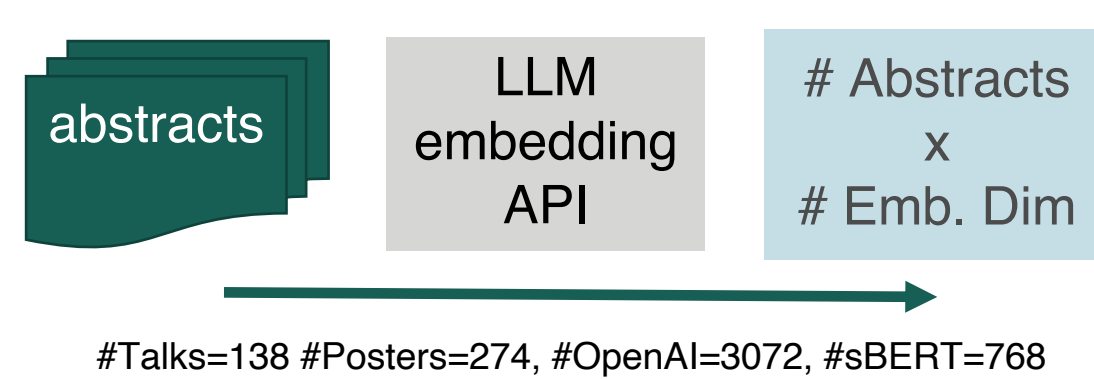 abstracts
LLM
embedding
API
# Abstracts
x
# Emb. Dim
#Talks=138 #Posters=274, #OpenAI=3072, #sBERT=768